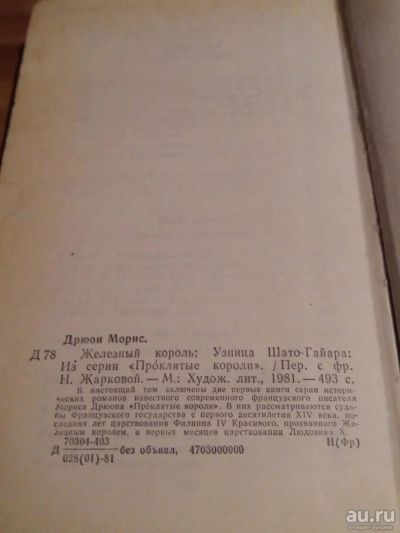 Дрюон Морис.
Д 78 Железный король; Узница Шато-Гайара:
Из серии «Проклятые короли». /Пер. с фр.
Н. Жарковой. — М.: Худож. лит., 1981. — 493 с.
В настоящий том включены две первые книги серии истори-
ческих романов известного современного французского писателя
Мориса Дрюона «Проклятые короли». В них рассматриваются судь-
бы Французского государства с первого десятилетия XIV века, по-
следних лет царствования Филиппа IV Красивого, прозванного Же-
лезным королем, и первых месяцев царствования Людовика X.
70304-403
Д без объявл. 4703000000 И(Фр)
028(01)-81
au.ru